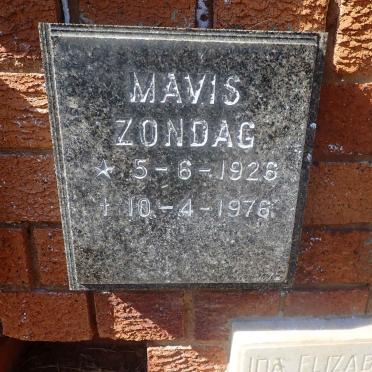 MAVIS
ZONDAG
☆ 5-6-1926
† 10-4-1976
IDA ELIZAB